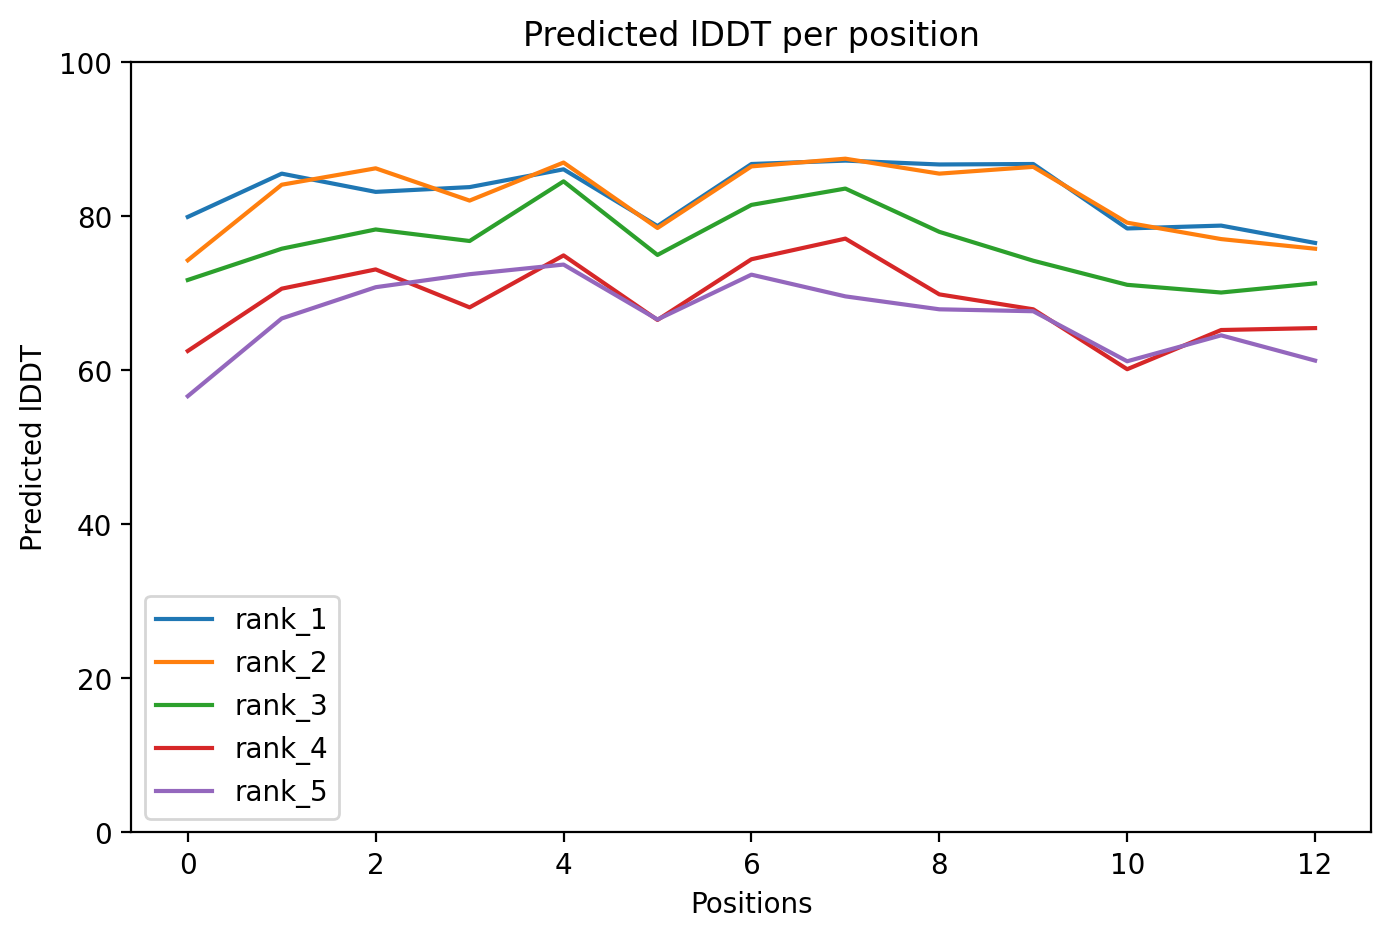 Predicted lDDT per position
100
80
60
40
20
0
Predicted lDDT
rank_1
rank_2
rank_3
rank_4
rank_5
0 2 4 6 8 10 12
Positions